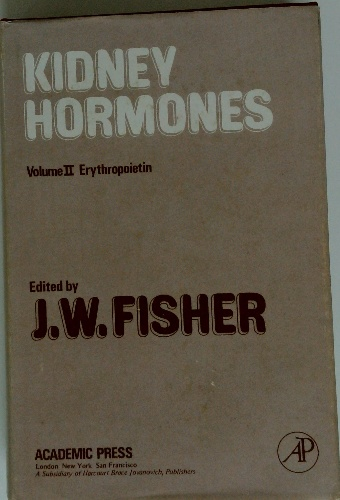 KIDNEY
HORMONES
Volume II Erythropoietin
Edited by
J.W. FISHER
ACADEMIC PRESS
London New York San Francisco
A Subsidiary of Harcourt Brace Jovanovich, Publishers
AP